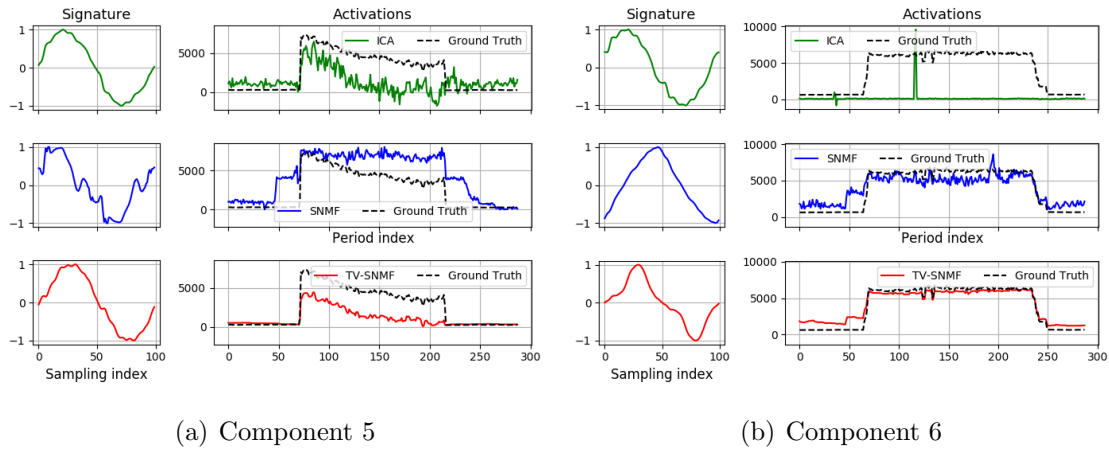 Signature
Activations
Signature
Activations
1
0
−1
5000
0
ICA
Ground Truth
1
0
−1
10000
5000
0
ICA
Ground Truth
1
0
−1
5000
0
SNMF
Ground Truth
1
0
−1
10000
5000
0
SNMF
Ground Truth
Period index
Period index
1
0
−1
5000
0
TV-SNMF
Ground Truth
1
0
−1
10000
5000
0
TV-SNMF
Ground Truth
0 50 100
0 50 100 150 200 250 300
0 50 100
0 50 100 150 200 250 300
Sampling index
Sampling index
(a) Component 5
(b) Component 6